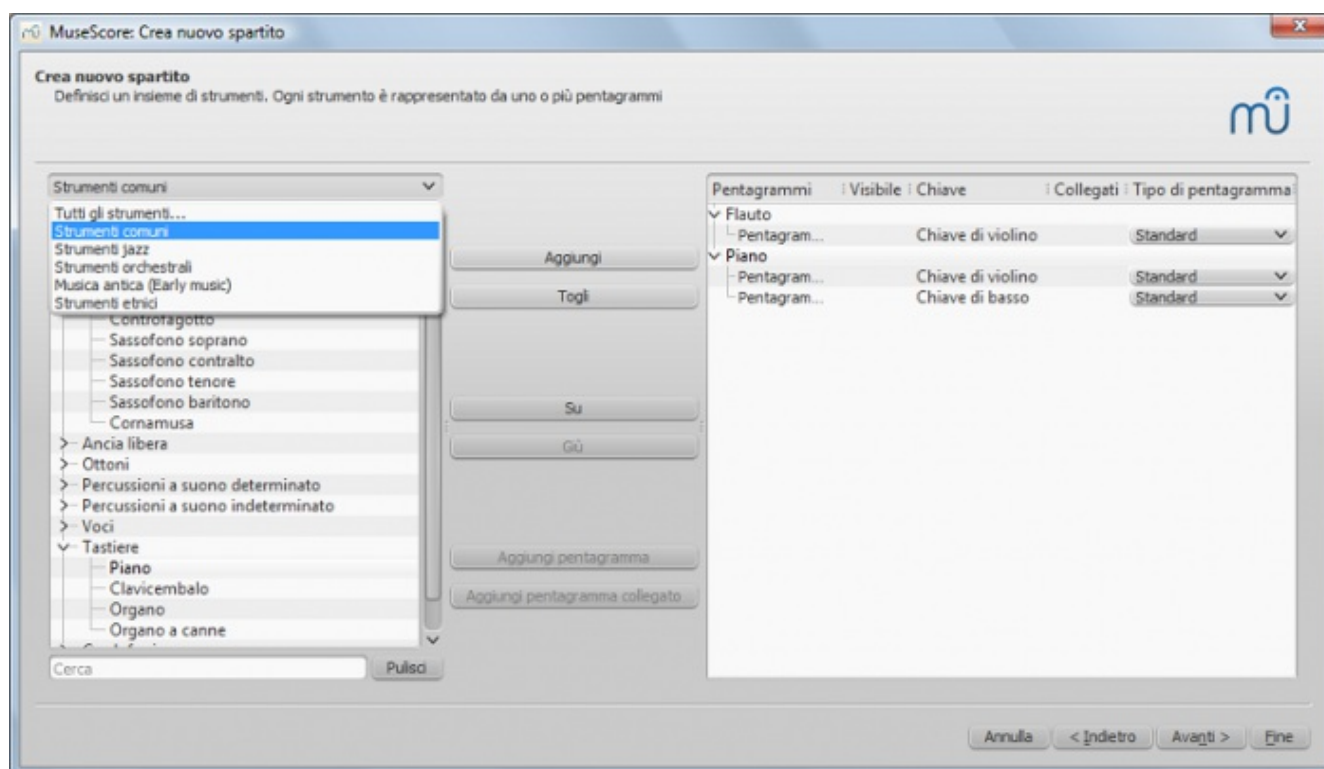 MuseScore: Crea nuovo spartito
Crea nuovo spartito
Definisci un insieme di strumenti. Ogni strumento è rappresentato da uno o più pentagrammi
Strumenti comuni
Tutti gli strumenti...
Strumenti comuni
Strumenti jazz
Strumenti orchestrali
Musica antica (Early music)
Strumenti etnici
Controfagotto
Sassofono soprano
Sassofono contralto
Sassofono tenore
Sassofono baritono
Cornamusa
Ancia libera
Ottoni
Percussioni a suono determinato
Percussioni a suono indeterminato
Voci
Tastiere
Piano
Clavicembalo
Organo
Organo a canne
Cerca
Pulisci
Aggiungi
Togli
Su
Giù
Aggiungi pentagramma
Aggiungi pentagramma collegato
Pentagrammi Visibile Chiave Collegati Tipo di pentagramma
Flauto
Pentagram... Chiave di violino Standard
Piano
Pentagram... Chiave di violino Standard
Pentagram... Chiave di basso Standard
Annulla < Indietro Avanti > Fine